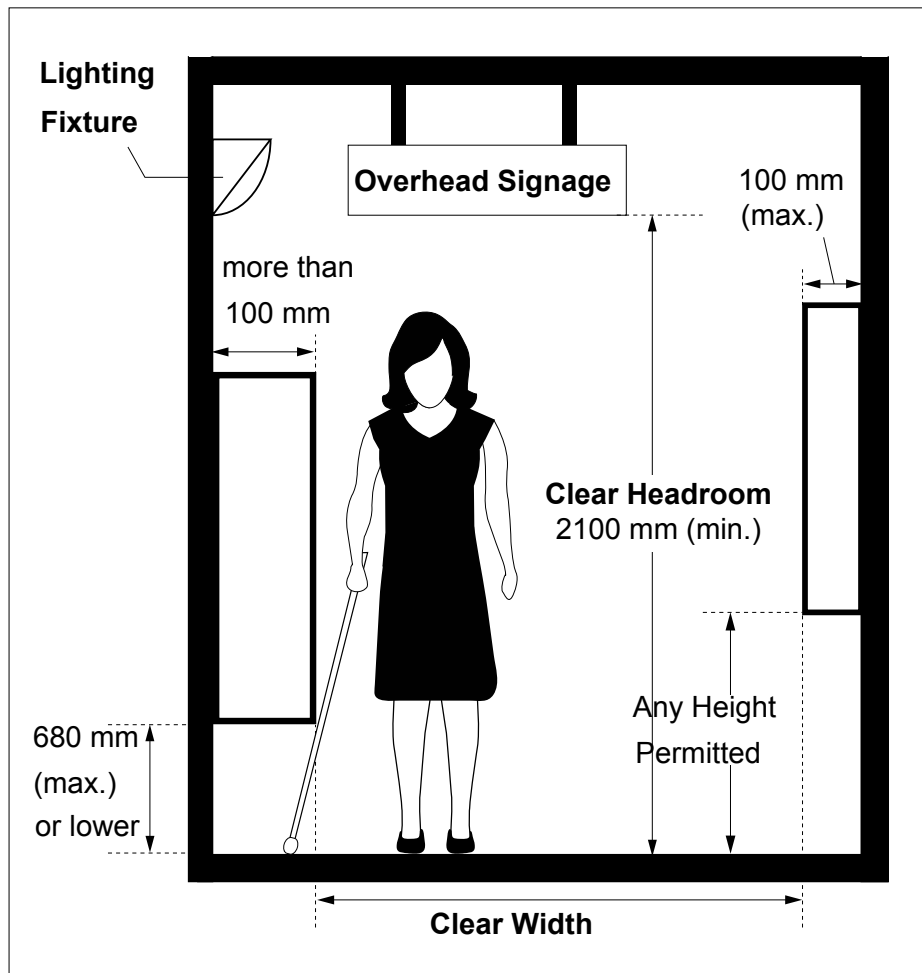 Lighting
Fixture
Overhead Signage
100 mm
(max.)
more than
100 mm
Clear Headroom
2100 mm (min.)
Any Height
Permitted
680 mm
(max.)
or lower
Clear Width